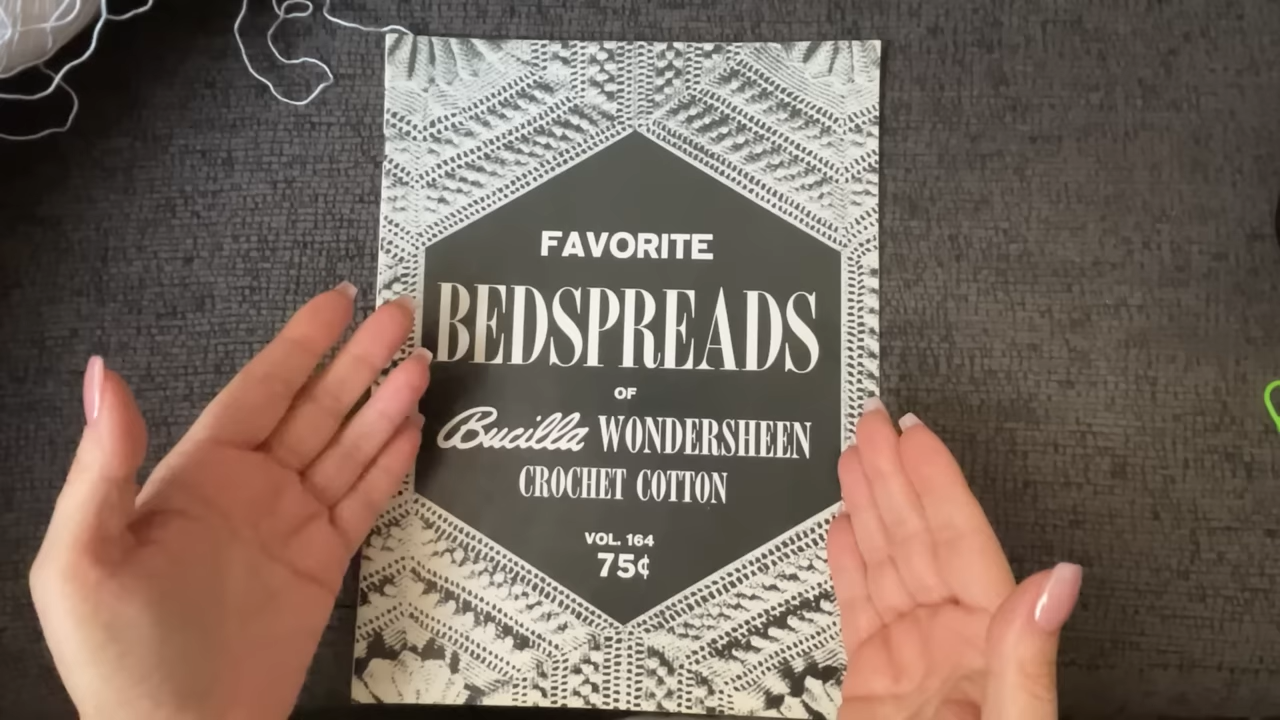 FAVORITE
BEDSPREADS
OF
Bucilla WONDERSHEEN
CROCHET COTTON
VOL. 164
75¢